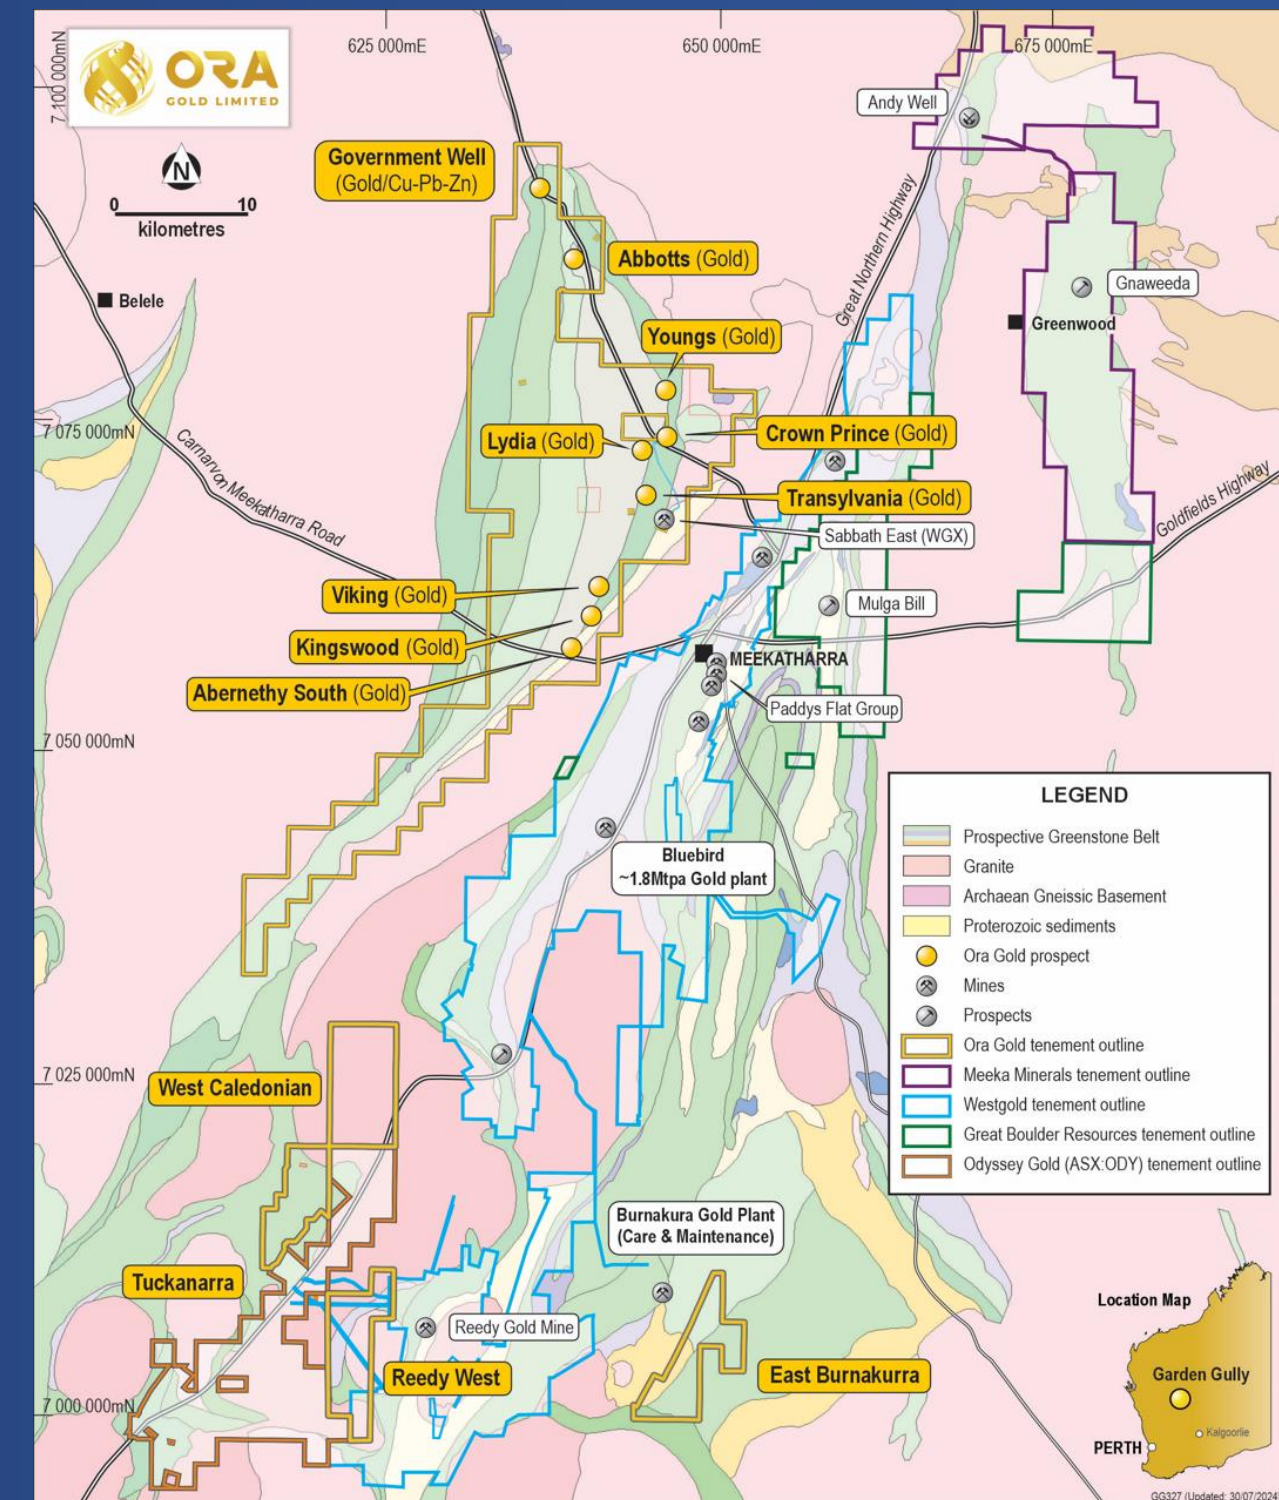 625 000mE
650 000mE
675 000mE
7 100 000mN
ORA
GOLD LIMITED
Andy Well
Government Well
(Gold/Cu-Pb-Zn)
N
0 10
kilometres
Great Northern Highway
Abbotts (Gold)
Belele
Gnaweeda
Greenwood
Youngs (Gold)
7 075 000mN
Lydia (Gold)
Crown Prince (Gold)
Carnarvon Meekatharra Road
Goldfields Highway
Transylvania (Gold)
Sabbath East (WGX)
Viking (Gold)
Mulga Bill
Kingswood (Gold)
MEEKATHARRA
Abernethy South (Gold)
Paddys Flat Group
7 050 000mN
LEGEND
Prospective Greenstone Belt
Granite
Archaean Gneissic Basement
Proterozoic sediments
Ora Gold prospect
Mines
Prospects
Ora Gold tenement outline
Meeka Minerals tenement outline
Westgold tenement outline
Great Boulder Resources tenement outline
Odyssey Gold (ASX:ODY) tenement outline
Bluebird
~1.8Mtpa Gold plant
7 025 000mN
West Caledonian
Burnakura Gold Plant
(Care & Maintenance)
Tuckanarra
Reedy Gold Mine
Reedy West
East Burnakurra
7 000 000mN
Location Map
Garden Gully
Kalgoorlie
PERTH
GG327 (Updated: 30/07/2024)